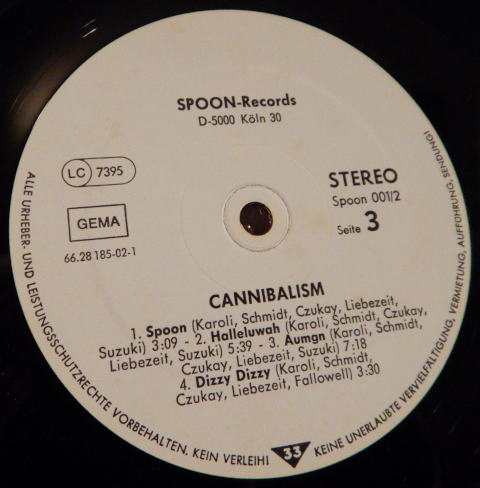 SPOON-Records
D-5000 Köln 30
LC 7395
GEMA
66.28 185-02-1
STEREO
Spoon 001/2
Seite 3
CANNIBALISM
1. Spoon (Karoli, Schmidt, Czukay, Liebezeit,
Suzuki) 3:09 - 2. Halleluwah (Karoli, Schmidt, Czukay,
Liebezeit, Suzuki) 5:39 - 3. Aumgn (Karoli, Schmidt,
Czukay, Liebezeit, Suzuki) 7:18
4. Dizzy Dizzy (Karoli, Schmidt,
Czukay, Liebezeit, Fallowell) 3:30
ALLE URHEBER- UND LEISTUNGSSCHUTZRECHTE VORBEHALTEN. KEIN VERLEIH! 33 KEINE UNERLAUBTE VERVIELFÄLTIGUNG, VERMIETUNG, AUFFÜHRUNG, SENDUNG!